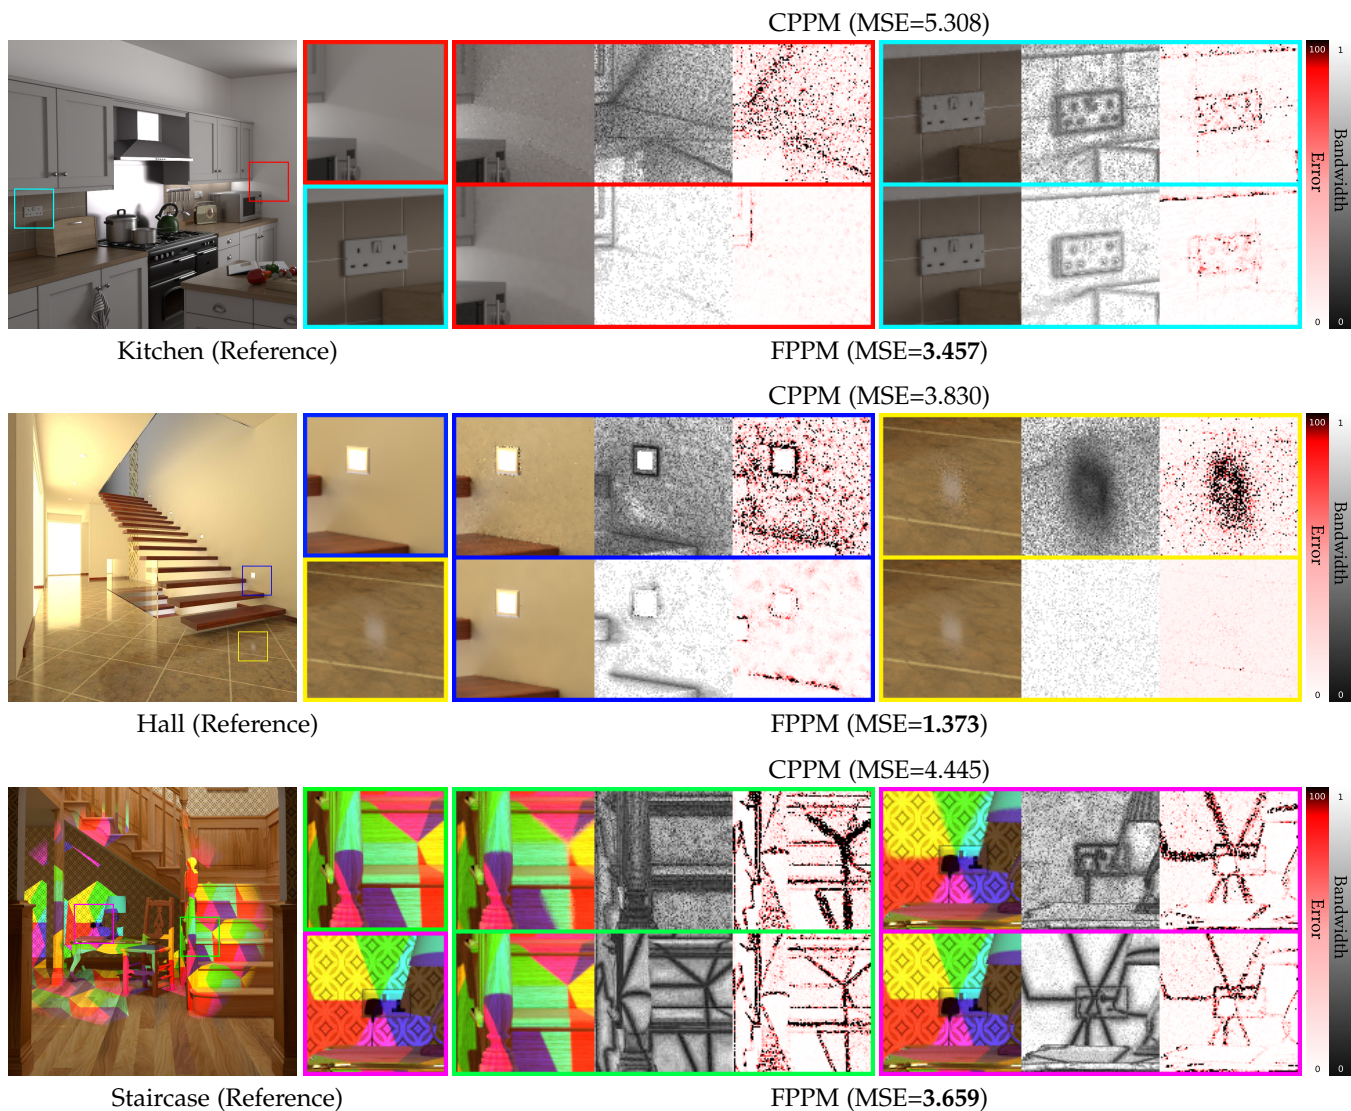 CPPM (MSE=5.308)
100
1
Error
Bandwidth
0
0
Kitchen (Reference)
FPPM (MSE=3.457)
CPPM (MSE=3.830)
100
1
Error
Bandwidth
0
0
Hall (Reference)
FPPM (MSE=1.373)
CPPM (MSE=4.445)
100
1
Error
Bandwidth
0
0
Staircase (Reference)
FPPM (MSE=3.659)